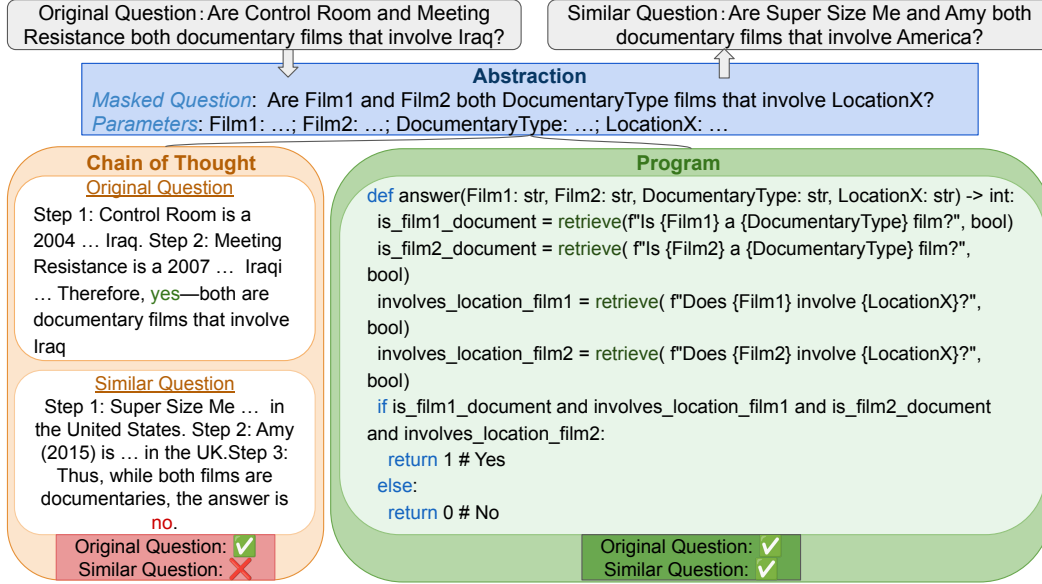 Original Question: Are Control Room and Meeting
Resistance both documentary films that involve Iraq?
Similar Question: Are Super Size Me and Amy both
documentary films that involve America?
Abstraction
Masked Question: Are Film1 and Film2 both DocumentaryType films that involve LocationX?
Parameters: Film1: …; Film2: …; DocumentaryType: …; LocationX: …
Chain of Thought
Original Question
Step 1: Control Room is a
2004 … Iraq. Step 2: Meeting
Resistance is a 2007 … Iraqi
… Therefore, yes—both are
documentary films that involve
Iraq
Similar Question
Step 1: Super Size Me … in
the United States. Step 2: Amy
(2015) is … in the UK.Step 3:
Thus, while both films are
documentaries, the answer is
no.
Original Question: ✅
Similar Question: ❌
Program
def answer(Film1: str, Film2: str, DocumentaryType: str, LocationX: str) -> int:
is_film1_document = retrieve(f"Is {Film1} a {DocumentaryType} film?", bool)
is_film2_document = retrieve( f"Is {Film2} a {DocumentaryType} film?",
bool)
involves_location_film1 = retrieve( f"Does {Film1} involve {LocationX}?",
bool)
involves_location_film2 = retrieve( f"Does {Film2} involve {LocationX}?",
bool)
if is_film1_document and involves_location_film1 and is_film2_document
and involves_location_film2:
return 1 # Yes
else:
return 0 # No
Original Question: ✅
Similar Question: ✅